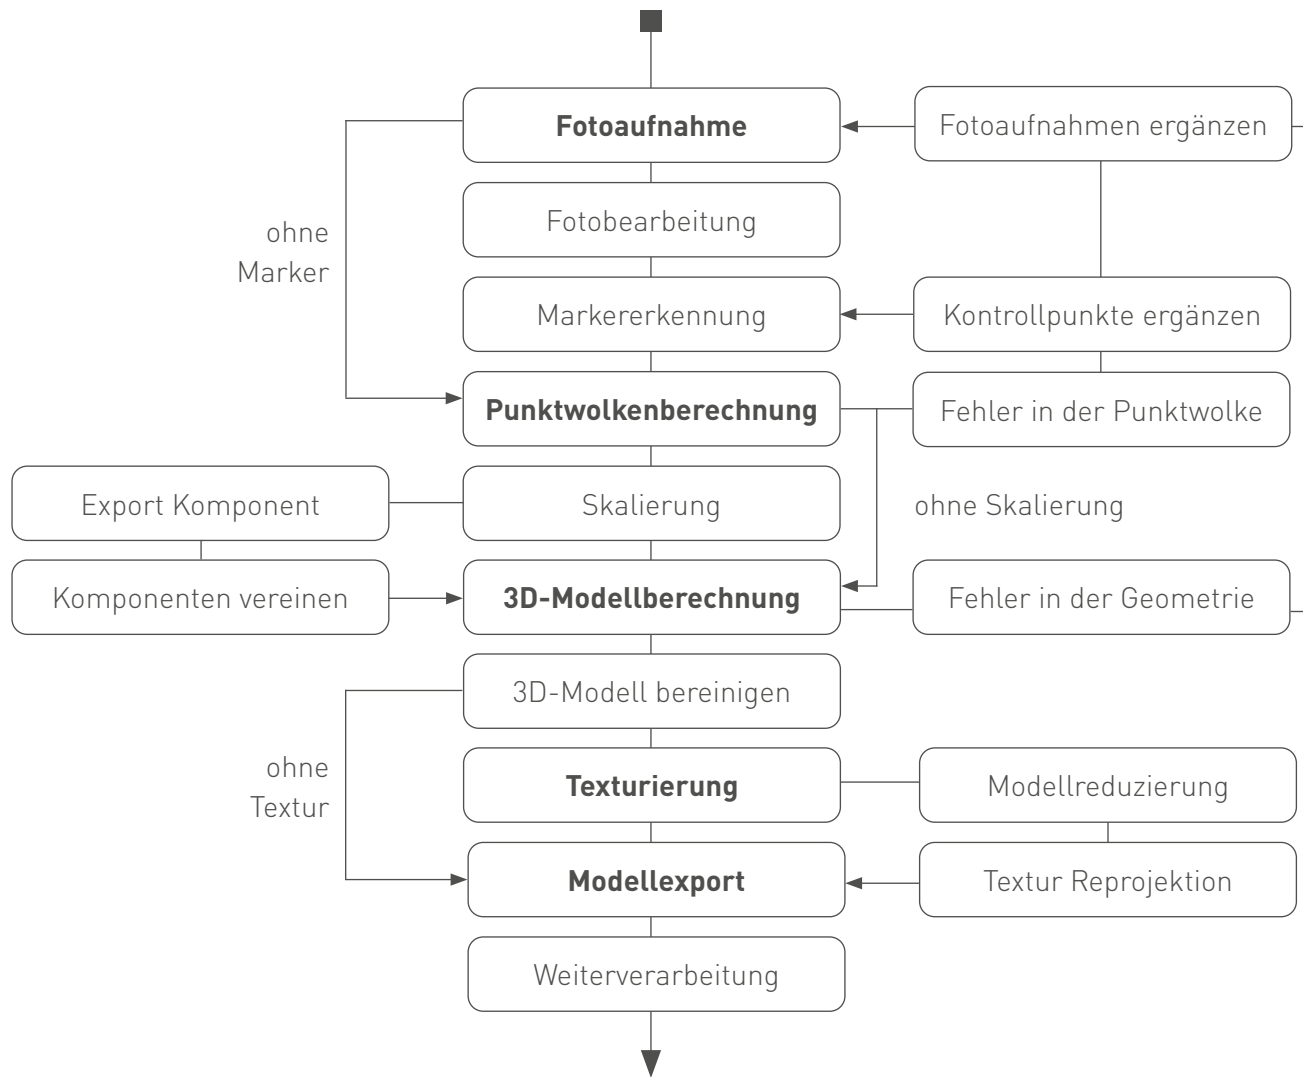 Fotoaufnahme
Fotoaufnahmen ergänzen
Fotobearbeitung
ohne
Marker
Markererkennung
Kontrollpunkte ergänzen
Punktwolkenberechnung
Fehler in der Punktwolke
Export Komponent
Skalierung
ohne Skalierung
Komponenten vereinen
3D-Modellberechnung
Fehler in der Geometrie
3D-Modell bereinigen
ohne
Textur
Texturierung
Modellreduzierung
Modellexport
Textur Reprojektion
Weiterverarbeitung